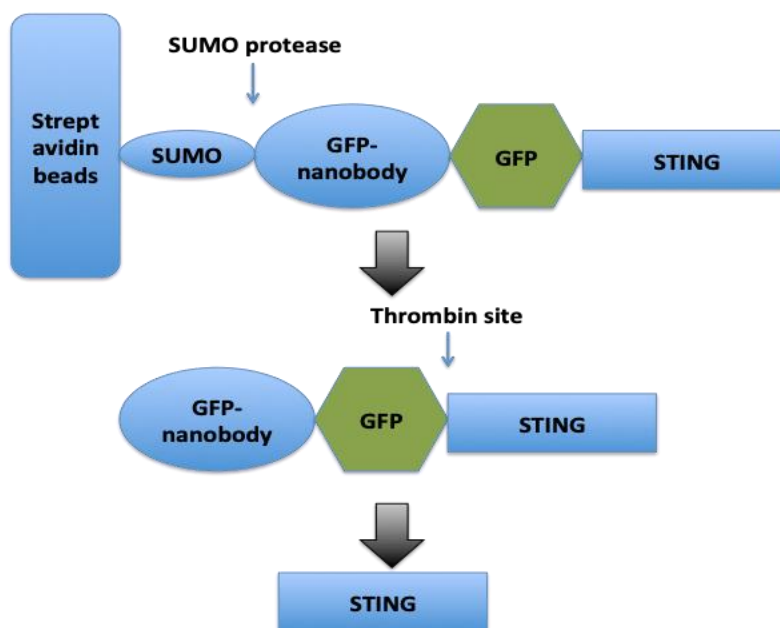 SUMO protease
Strept
avidin
beads
SUMO
GFP-
nanobody
GFP
STING
Thrombin site
GFP-
nanobody
GFP
STING
STING